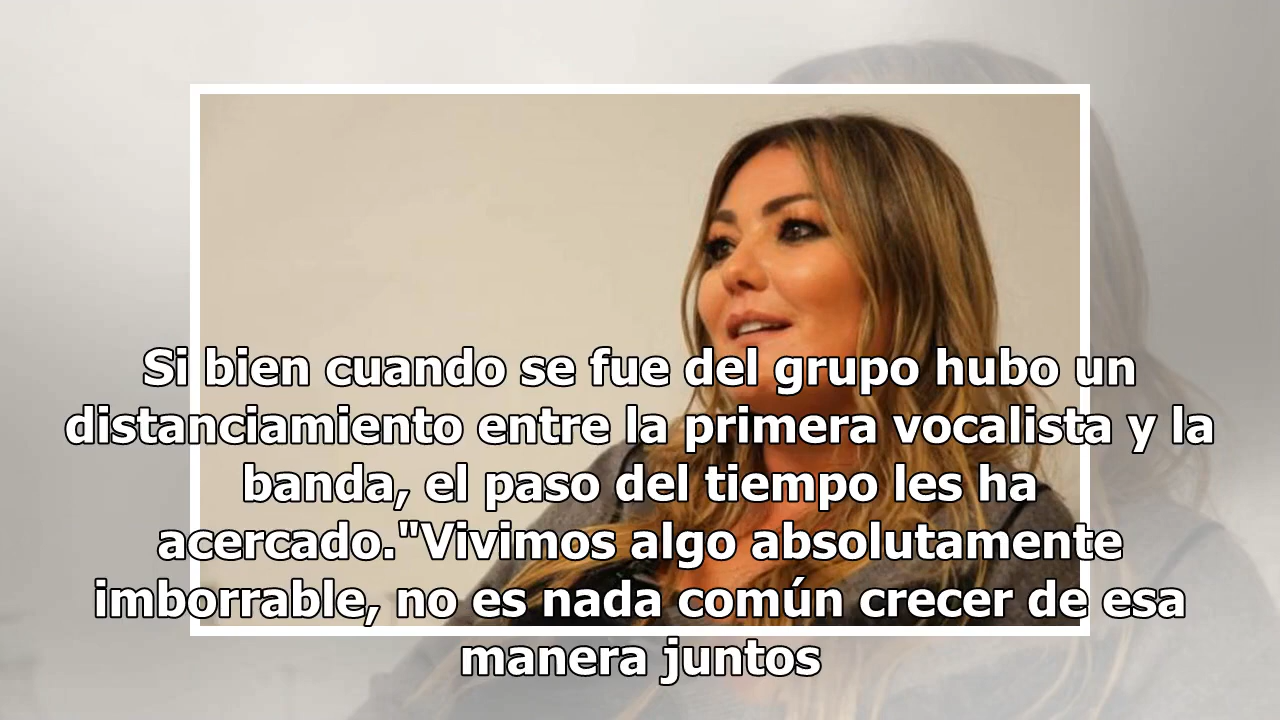 Si bien cuando se fue del grupo hubo un
distanciamiento entre la primera vocalista y la
banda, el paso del tiempo les ha
acercado."Vivimos algo absolutamente
imborrable, no es nada común crecer de esa
manera juntos